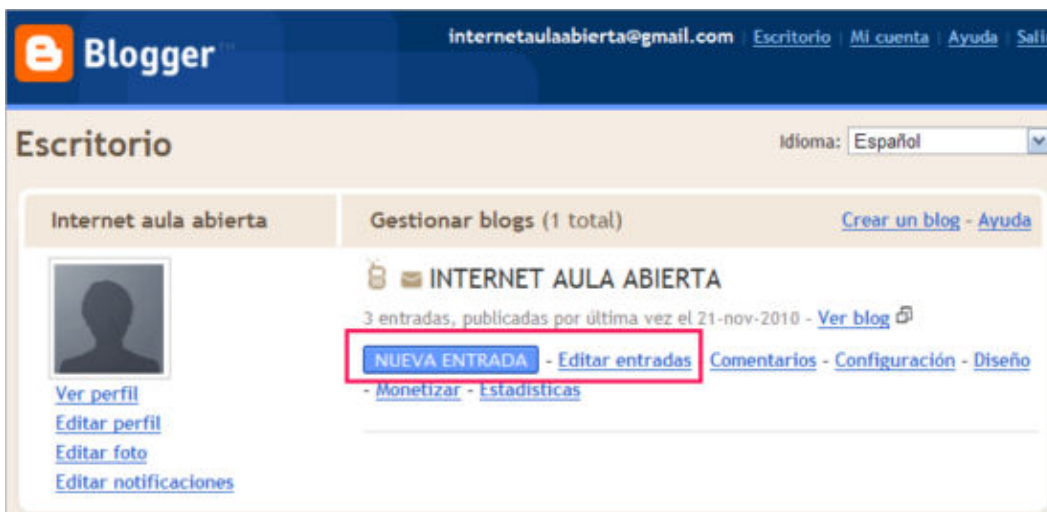 Blogger™
internetaulaabierta@gmail.com | Escritorio | Mi cuenta | Ayuda |
Escritorio
Idioma: Español
Internet aula abierta
Gestionar blogs (1 total)
Crear un blog - Ayuda
INTERNET AULA ABIERTA
3 entradas, publicadas por última vez el 21-nov-2010 - Ver blog
NUEVA ENTRADA - Editar entradas Comentarios - Configuración - Diseño
- Monetizar - Estadísticas
Ver perfil
Editar perfil
Editar foto
Editar notificaciones